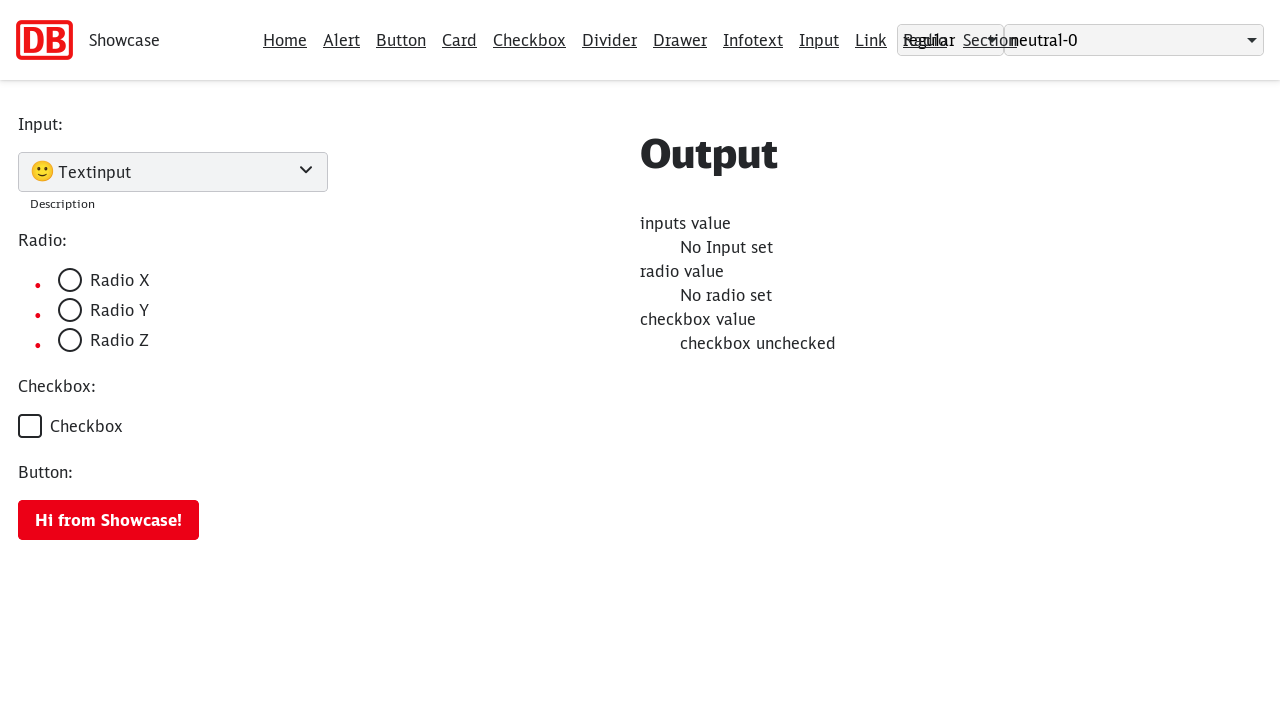 DB Showcase Home Alert Button Card Checkbox Divider Drawer Infotext Input Link Radio Section regular neutral-0
Input:
🙂 Textinput
Description
Radio:
Radio X
Radio Y
Radio Z
Checkbox:
Checkbox
Button:
Hi from Showcase!
Output
inputs value
No Input set
radio value
No radio set
checkbox value
checkbox unchecked